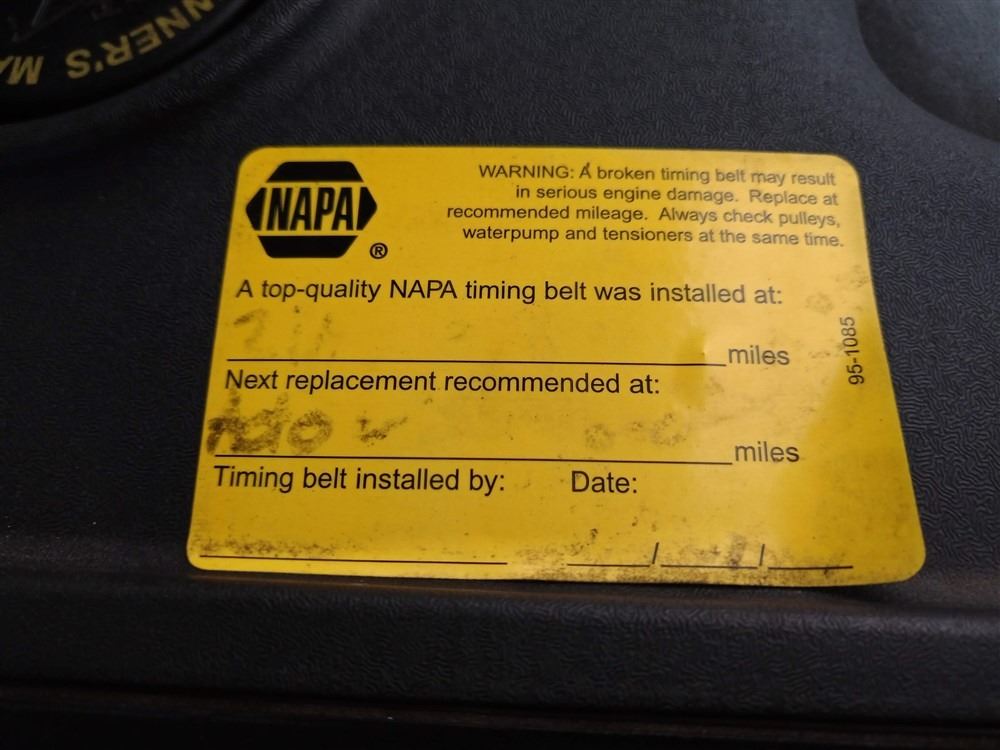 NNER'S MA
NAPA
®
WARNING: A broken timing belt may result
in serious engine damage. Replace at
recommended mileage. Always check pulleys,
waterpump and tensioners at the same time.
A top-quality NAPA timing belt was installed at:
miles
95-1085
Next replacement recommended at:
miles
Timing belt installed by: Date:
/ /